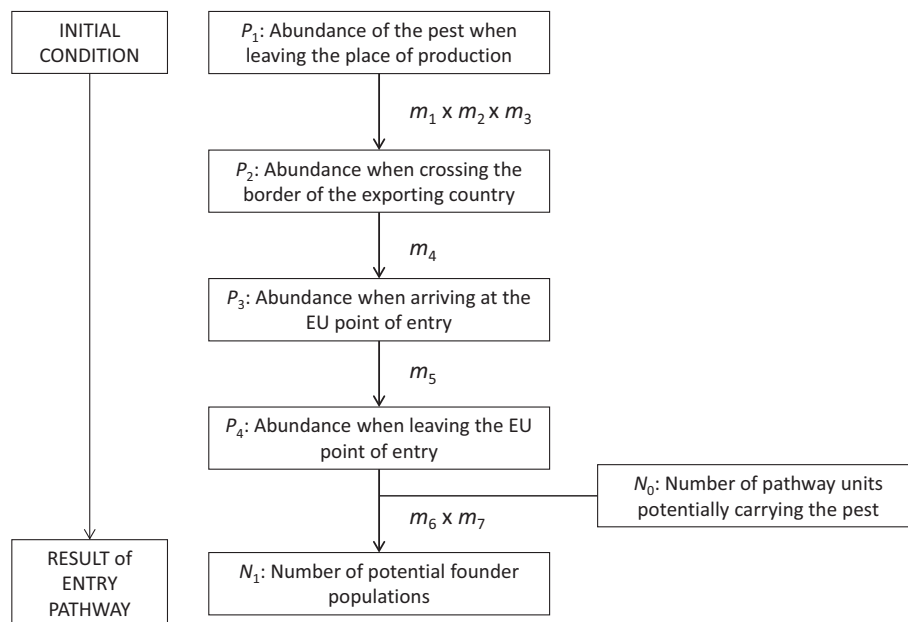 INITIAL
CONDITION
P₁: Abundance of the pest when
leaving the place of production
m₁ x m₂ x m₃
P₂: Abundance when crossing the
border of the exporting country
m₄
P₃: Abundance when arriving at the
EU point of entry
m₅
P₄: Abundance when leaving the EU
point of entry
N₀: Number of pathway units
potentially carrying the pest
m₆ x m₇
RESULT of
ENTRY
PATHWAY
N₁: Number of potential founder
populations